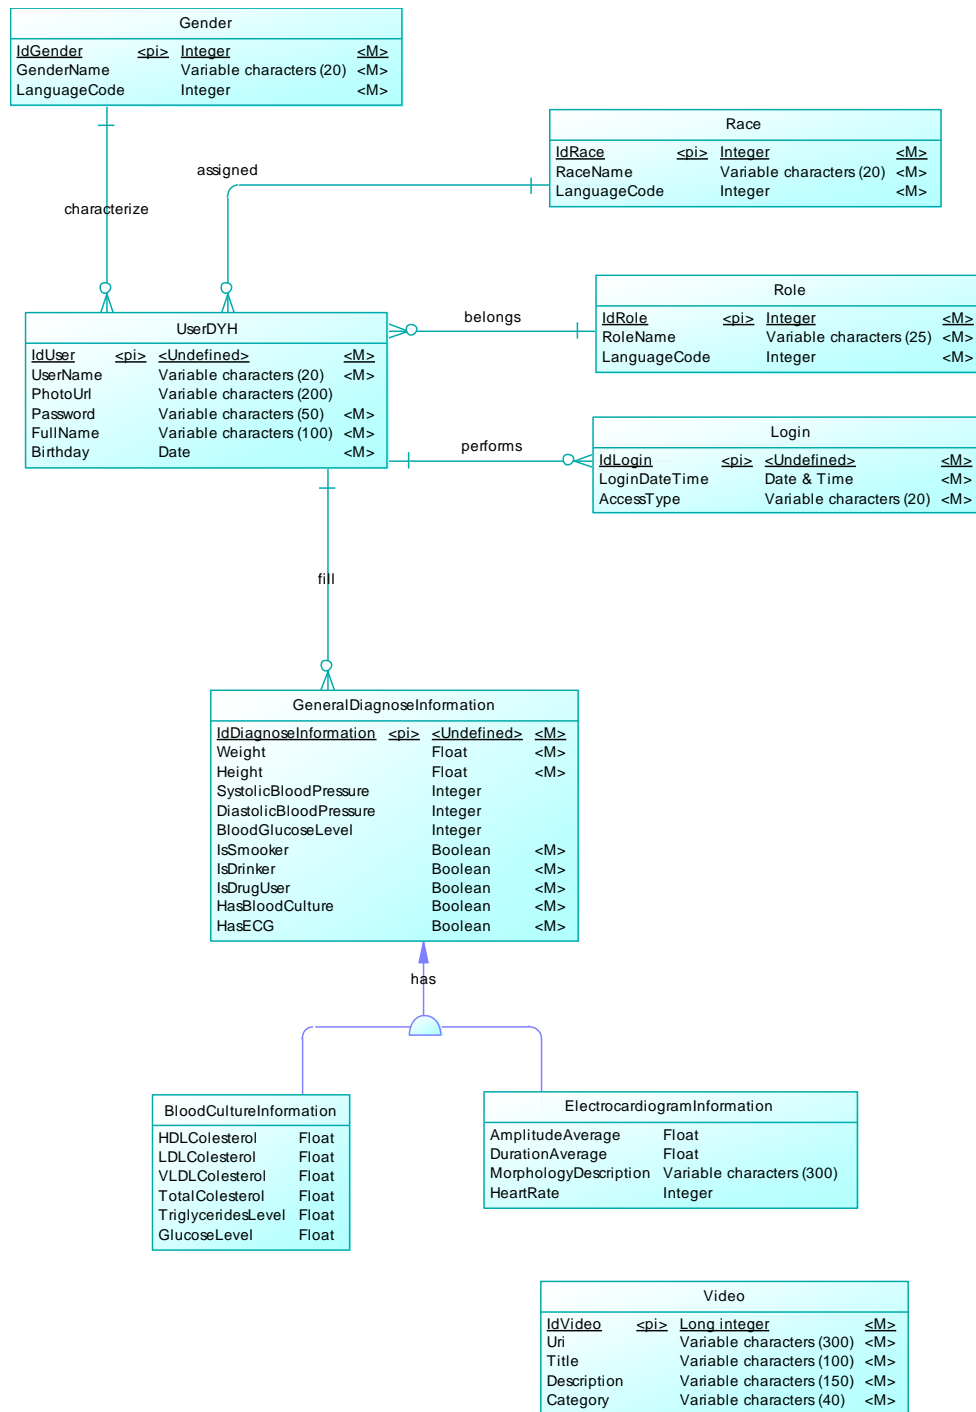 Gender
IdGender <pi> Integer <M>
GenderName Variable characters (20) <M>
LanguageCode Integer <M>
Race
IdRace <pi> Integer <M>
RaceName Variable characters (20) <M>
LanguageCode Integer <M>
assigned
characterize
Role
IdRole <pi> Integer <M>
RoleName Variable characters (25) <M>
LanguageCode Integer <M>
belongs
UserDYH
IdUser <pi> <Undefined> <M>
UserName Variable characters (20) <M>
PhotoUrl Variable characters (200)
Password Variable characters (50) <M>
FullName Variable characters (100) <M>
Birthday Date <M>
performs
Login
IdLogin <pi> <Undefined> <M>
LoginDateTime Date & Time <M>
AccessType Variable characters (20) <M>
fill
GeneralDiagnoseInformation
IdDiagnoseInformation <pi> <Undefined> <M>
Weight Float <M>
Height Float <M>
SystolicBloodPressure Integer
DiastolicBloodPressure Integer
BloodGlucoseLevel Integer
IsSmooker Boolean <M>
IsDrinker Boolean <M>
IsDrugUser Boolean <M>
HasBloodCulture Boolean <M>
HasECG Boolean <M>
has
BloodCultureInformation
HDLColesterol Float
LDLColesterol Float
VLDLColesterol Float
TotalColesterol Float
TriglyceridesLevel Float
GlucoseLevel Float
ElectrocardiogramInformation
AmplitudeAverage Float
DurationAverage Float
MorphologyDescription Variable characters (300)
HeartRate Integer
Video
IdVideo <pi> Long integer <M>
Uri Variable characters (300) <M>
Title Variable characters (100) <M>
Description Variable characters (150) <M>
Category Variable characters (40) <M>